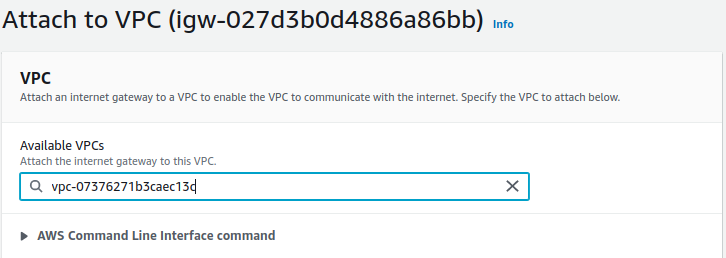 Attach to VPC (igw-027d3b0d4886a86bb) Info
VPC
Attach an internet gateway to a VPC to enable the VPC to communicate with the internet. Specify the VPC to attach below.
Available VPCs
Attach the internet gateway to this VPC.
vpc-07376271b3caec13c
AWS Command Line Interface command